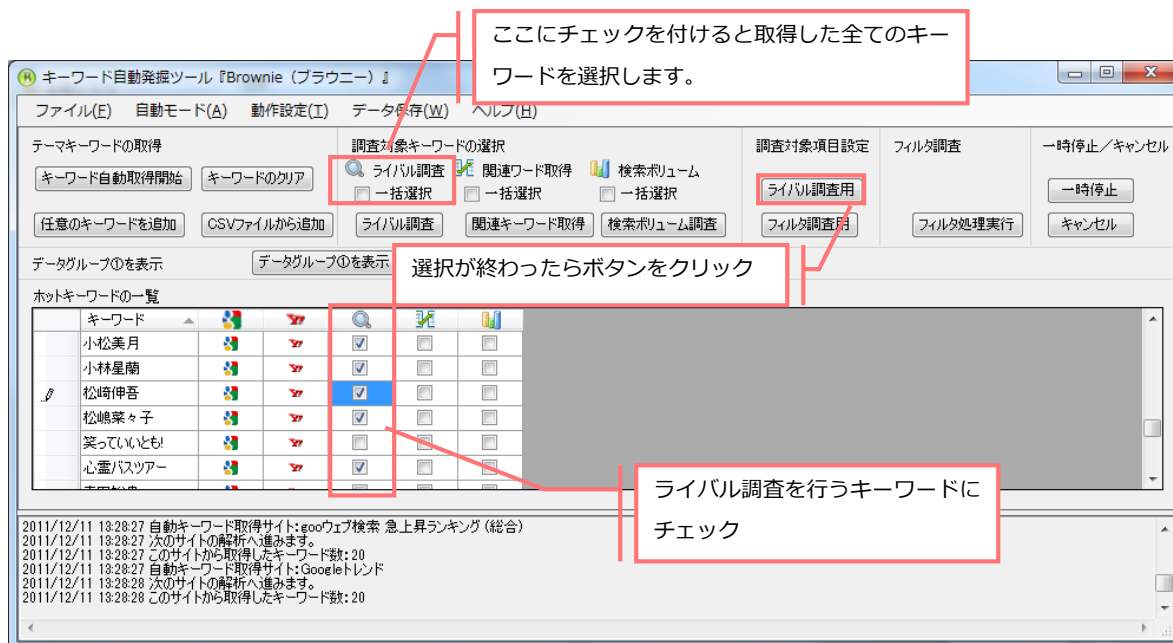 ここにチェックを付けると取得した全てのキー
ワードを選択します。
キーワード自動発掘ツール『Brownie（ブラウニー）』
ファイル(F) 自動モード(A) 動作設定(T) データ保存(W) ヘルプ(H)
テーマキーワードの取得 調査対象キーワードの選択 調査対象項目設定 フィルタ調査 一時停止／キャンセル
ライバル調査 関連ワード取得 検索ボリューム
キーワード自動取得開始 キーワードのクリア 一括選択 一括選択 一括選択 ライバル調査用 一時停止
任意のキーワードを追加 CSVファイルから追加 ライバル調査 関連キーワード取得 検索ボリューム調査 フィルタ調査用 フィルタ処理実行 キャンセル
データグループ①を表示 データグループ①を表示
選択が終わったらボタンをクリック
ホットキーワードの一覧
キーワード
小松美月
小林星蘭
松崎伸吾
松嶋菜々子
笑っていいとも!
心霊バスツアー
ライバル調査を行うキーワードに
チェック
2011/12/11 13:28:27 自動キーワード取得サイト:gooウェブ検索 急上昇ランキング (総合)
2011/12/11 13:28:27 次のサイトの解析へ進みます。
2011/12/11 13:28:27 このサイトから取得したキーワード数:20
2011/12/11 13:28:27 自動キーワード取得サイト:Googleトレンド
2011/12/11 13:28:28 次のサイトの解析へ進みます。
2011/12/11 13:28:28 このサイトから取得したキーワード数:20